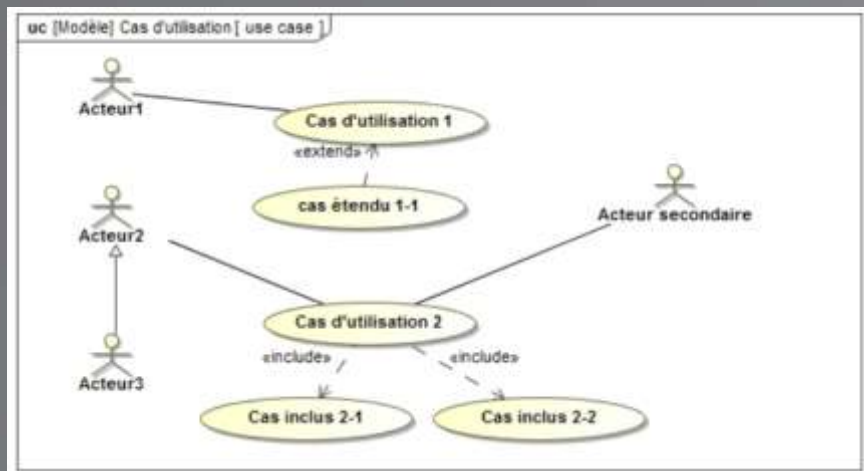 uc [Modèle] Cas d'utilisation [ use case ]
Acteur1
Cas d'utilisation 1
«extend»
cas étendu 1-1
Acteur secondaire
Acteur2
Cas d'utilisation 2
«include»
«include»
Acteur3
Cas inclus 2-1
Cas inclus 2-2